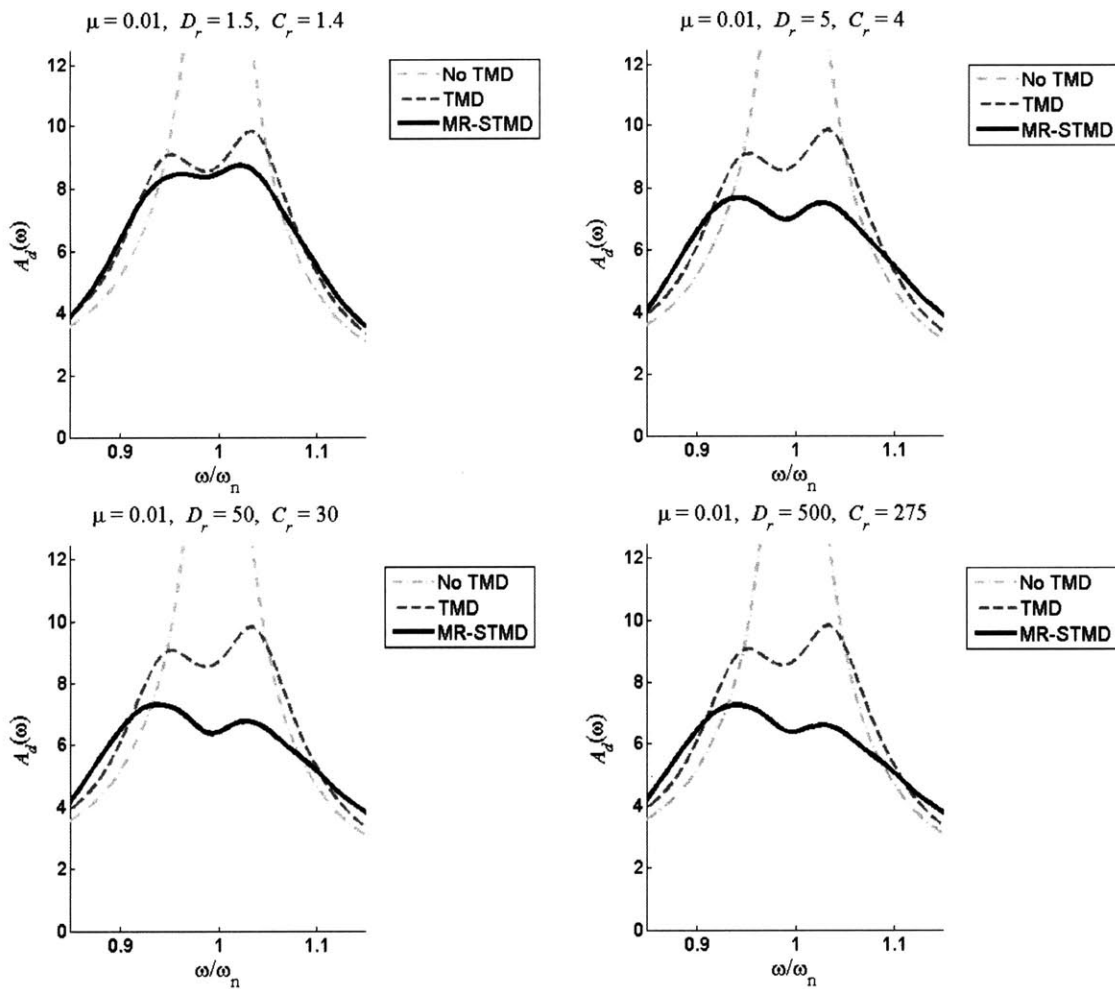 μ = 0.01, D_r = 1.5, C_r = 1.4
12
10
8
6
4
2
0
A_d(ω)
0.9
1
1.1
ω/ω_n
No TMD
TMD
MR-STMD
μ = 0.01, D_r = 5, C_r = 4
12
10
8
6
4
2
0
A_d(ω)
0.9
1
1.1
ω/ω_n
No TMD
TMD
MR-STMD
μ = 0.01, D_r = 50, C_r = 30
12
10
8
6
4
2
0
A_d(ω)
0.9
1
1.1
ω/ω_n
No TMD
TMD
MR-STMD
μ = 0.01, D_r = 500, C_r = 275
12
10
8
6
4
2
0
A_d(ω)
0.9
1
1.1
ω/ω_n
No TMD
TMD
MR-STMD